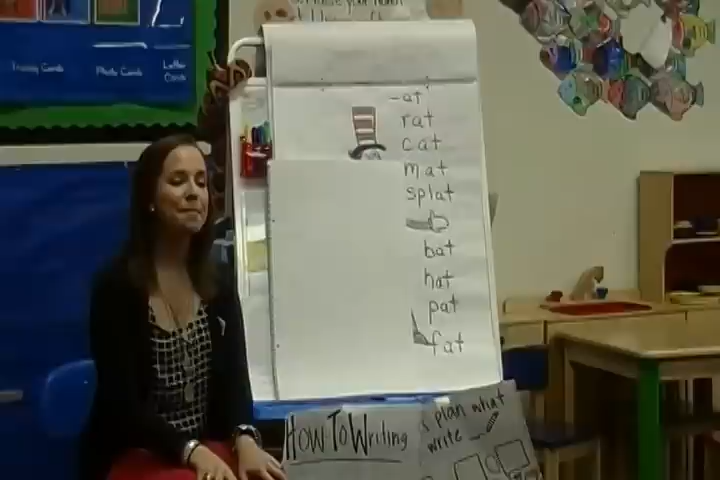 Tracing Cards
Photo Cards
Letter Cards
-at
rat
cat
mat
splat
bat
hat
pat
fat
How-To Writing
plan what
write